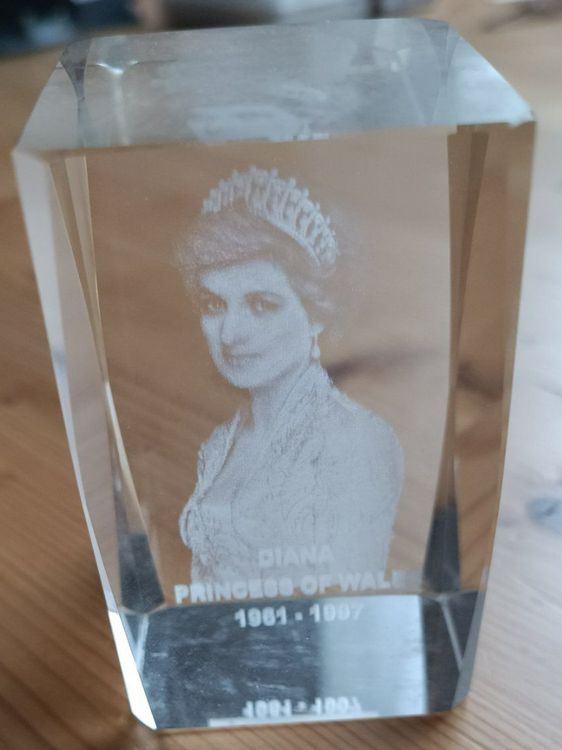 DIANA
PRINCESS OF WALES
1961 - 1997